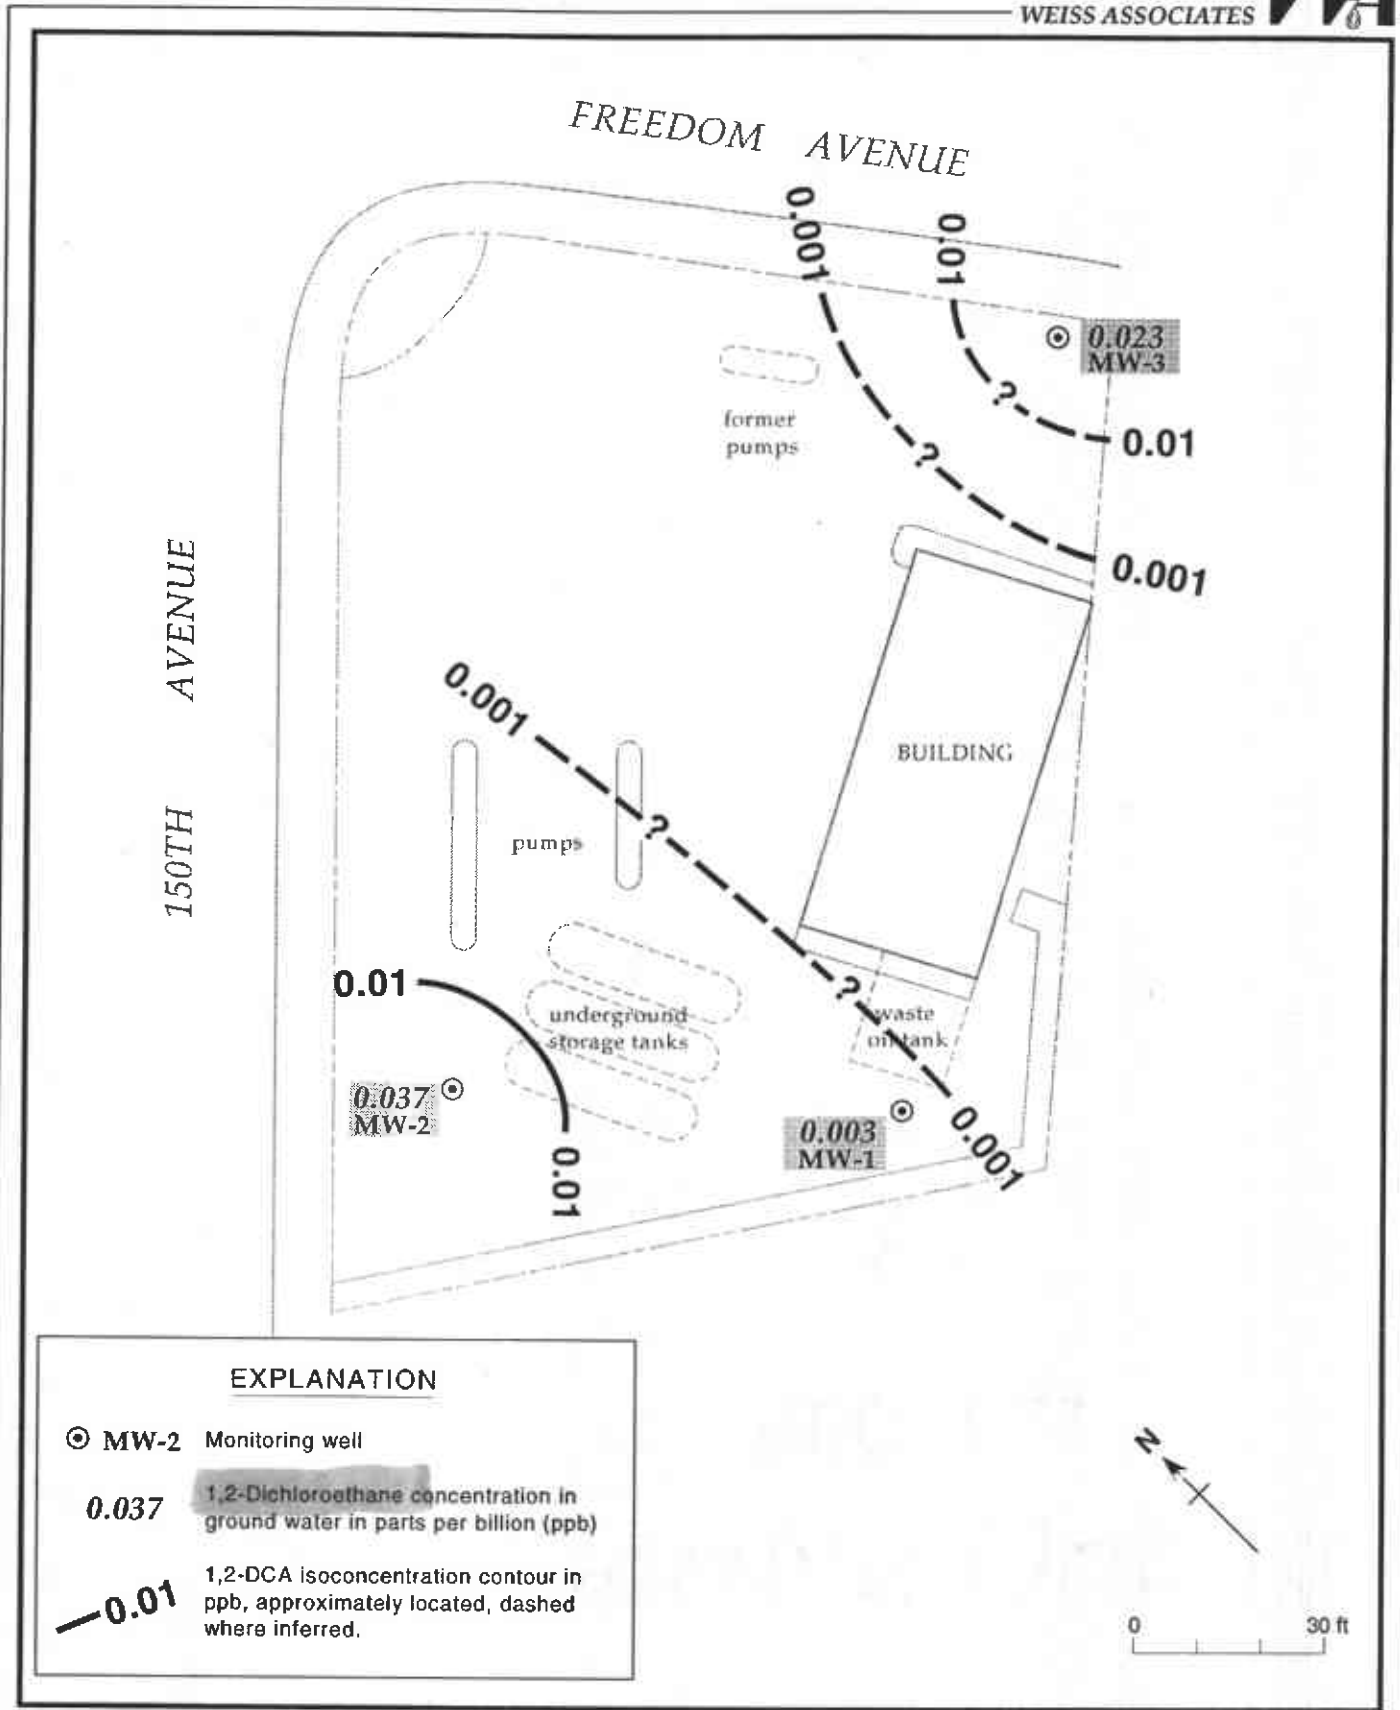 WEISS ASSOCIATES
FREEDOM AVENUE
0.001
0.01
0.023
MW-3
former
pumps
?
0.01
?
0.001
150TH AVENUE
0.001
BUILDING
?
pumps
0.01
?
underground
storage tanks
waste
oil tank
0.037
MW-2
0.003
MW-1
0.001
0.01
EXPLANATION
MW-2 Monitoring well
0.037 1,2-Dichloroethane concentration in
ground water in parts per billion (ppb)
0.01 1,2-DCA isoconcentration contour in
ppb, approximately located, dashed
where inferred.
N
0 30 ft